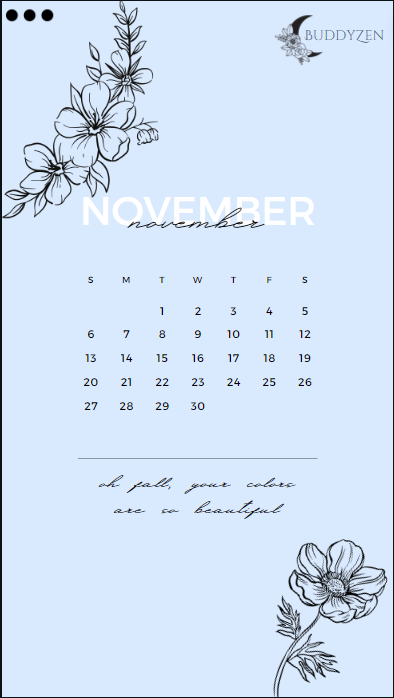 BUDDYZEN
NOVEMBER
november
S M T W T F S
1 2 3 4 5
6 7 8 9 10 11 12
13 14 15 16 17 18 19
20 21 22 23 24 25 26
27 28 29 30
oh fall, your colors
are so beautiful